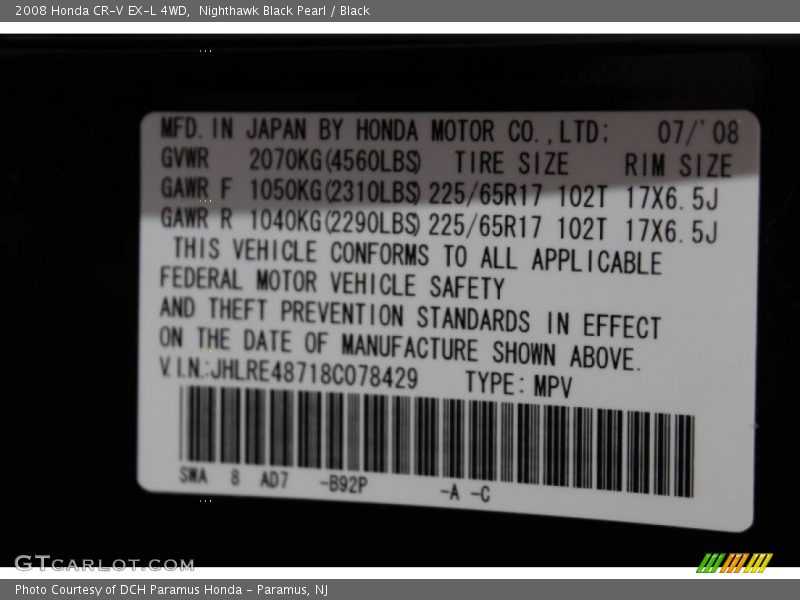 2008 Honda CR-V EX-L 4WD,  Nighthawk Black Pearl / Black
MFD. IN JAPAN BY HONDA MOTOR CO., LTD; 07/'08
GVWR 2070KG(4560LBS) TIRE SIZE RIM SIZE
GAWR F 1050KG(2310LBS) 225/65R17 102T 17X6.5J
GAWR R 1040KG(2290LBS) 225/65R17 102T 17X6.5J
THIS VEHICLE CONFORMS TO ALL APPLICABLE
FEDERAL MOTOR VEHICLE SAFETY
AND THEFT PREVENTION STANDARDS IN EFFECT
ON THE DATE OF MANUFACTURE SHOWN ABOVE.
V.I.N.:JHLRE48718C078429 TYPE: MPV
SWA 8 AD7 -B92P -A -C
GTCARLOT.COM
Photo Courtesy of DCH Paramus Honda - Paramus, NJ